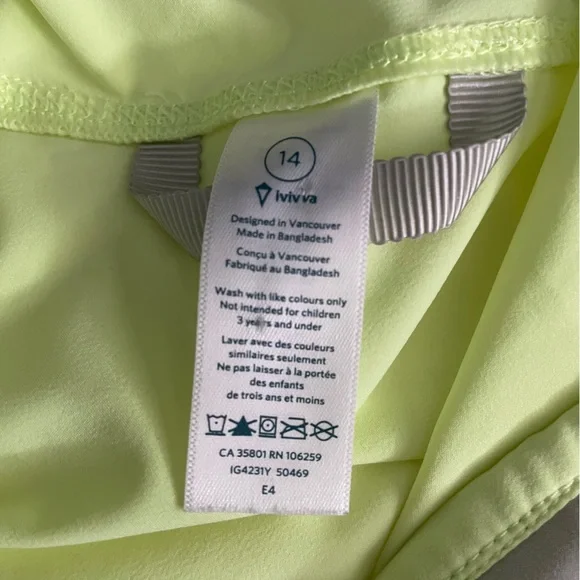 14
ivivva
Designed in Vancouver
Made in Bangladesh
Conçu à Vancouver
Fabriqué au Bangladesh
Wash with like colours only
Not intended for children
3 years and under
Laver avec des couleurs
similaires seulement
Ne pas laisser à la portée
des enfants
de trois ans et moins
CA 35801 RN 106259
IG4231Y 50469
E4